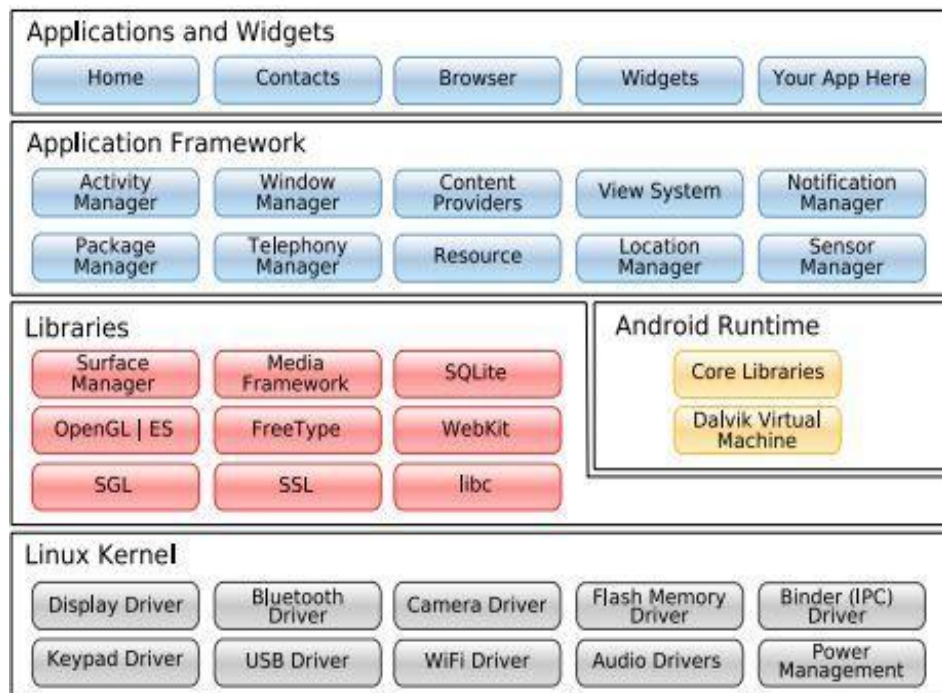 Applications and Widgets
Home
Contacts
Browser
Widgets
Your App Here
Application Framework
Activity
Manager
Window
Manager
Content
Providers
View System
Notification
Manager
Package
Manager
Telephony
Manager
Resource
Location
Manager
Sensor
Manager
Libraries
Surface
Manager
Media
Framework
SQLite
OpenGL | ES
FreeType
WebKit
SGL
SSL
libc
Android Runtime
Core Libraries
Dalvik Virtual
Machine
Linux Kernel
Display Driver
Bluetooth
Driver
Camera Driver
Flash Memory
Driver
Binder (IPC)
Driver
Keypad Driver
USB Driver
WiFi Driver
Audio Drivers
Power
Management